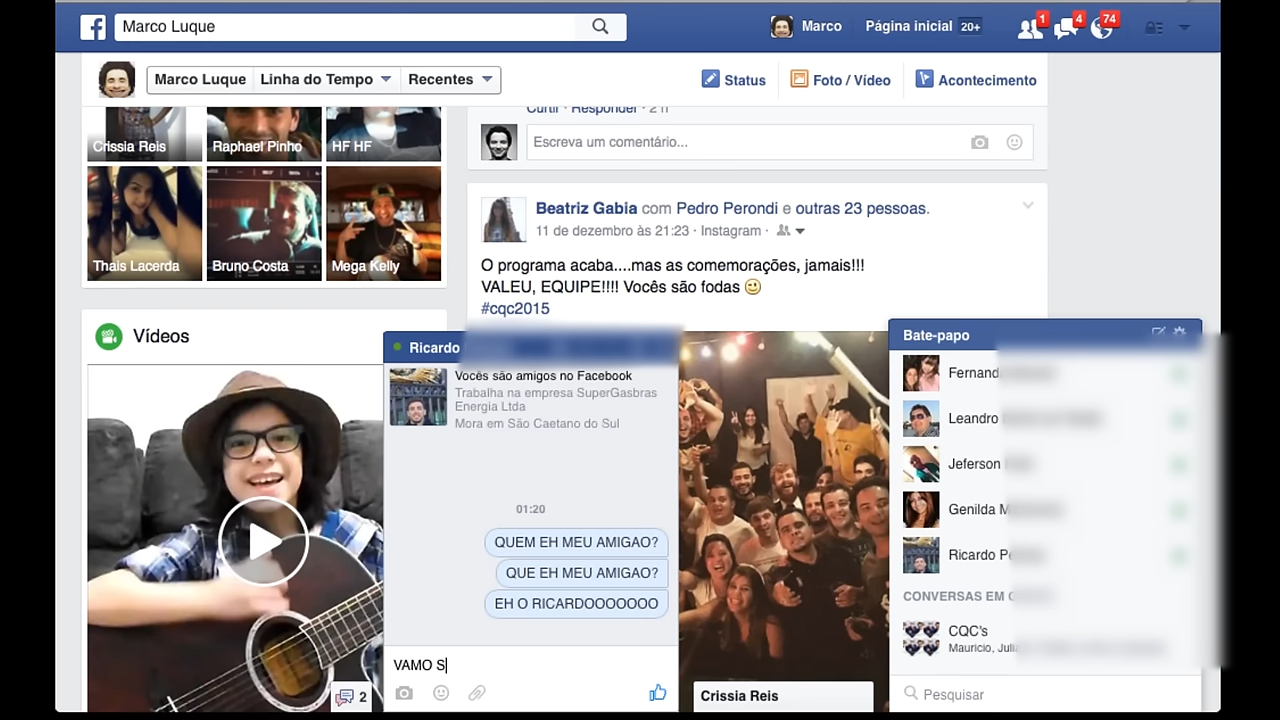 f
Marco Luque
Marco
Página inicial 20+
1
4
74
Marco Luque
Linha do Tempo
Recentes
Status
Foto / Vídeo
Acontecimento
Crissia Reis
Raphael Pinho
HF HF
Thais Lacerda
Bruno Costa
Mega Kelly
Curtir · Responder · 2 h
Escreva um comentário...
Beatriz Gabia com Pedro Perondi e outras 23 pessoas.
11 de dezembro às 21:23 · Instagram ·
O programa acaba....mas as comemorações, jamais!!!
VALEU, EQUIPE!!!! Vocês são fodas
#cqc2015
Vídeos
2
Ricardo
Vocês são amigos no Facebook
Trabalha na empresa SuperGasbras
Energia Ltda
Mora em São Caetano do Sul
01:20
QUEM EH MEU AMIGAO?
QUE EH MEU AMIGAO?
EH O RICARDOOOOOOO
VAMO S
Crissia Reis
Bate-papo
Fernand
Leandro
Jeferson
Genilda M
Ricardo P
CONVERSAS EM
CQC's
Mauricio, Juli
Pesquisar